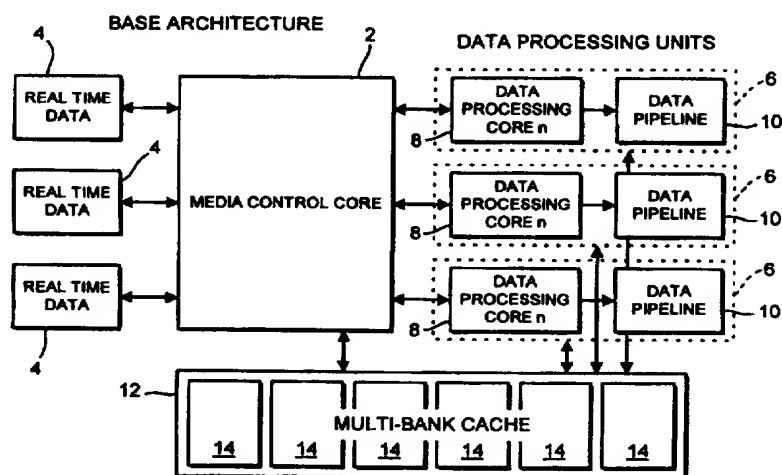 BASE ARCHITECTURE
2
DATA PROCESSING UNITS
4
REAL TIME
DATA
DATA
PROCESSING
CORE n
DATA
PIPELINE
6
8
10
4
REAL TIME
DATA
MEDIA CONTROL CORE
DATA
PROCESSING
CORE n
DATA
PIPELINE
6
8
10
REAL TIME
DATA
DATA
PROCESSING
CORE n
DATA
PIPELINE
6
8
10
4
12
MULTI-BANK CACHE
14 14 14 14 14 14